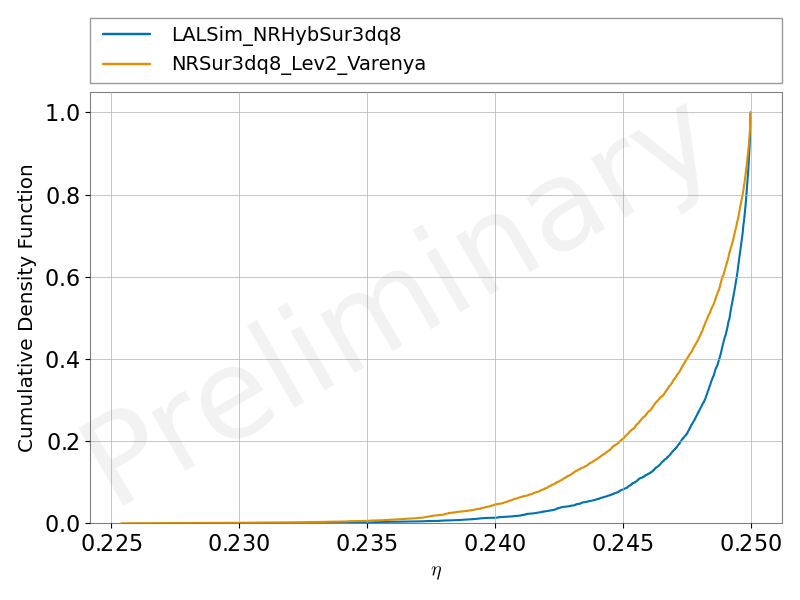 LALSim_NRHybSur3dq8
NRSur3dq8_Lev2_Varenya
Preliminary
Cumulative Density Function
1.0
0.8
0.6
0.4
0.2
0.0
0.225 0.230 0.235 0.240 0.245 0.250
η